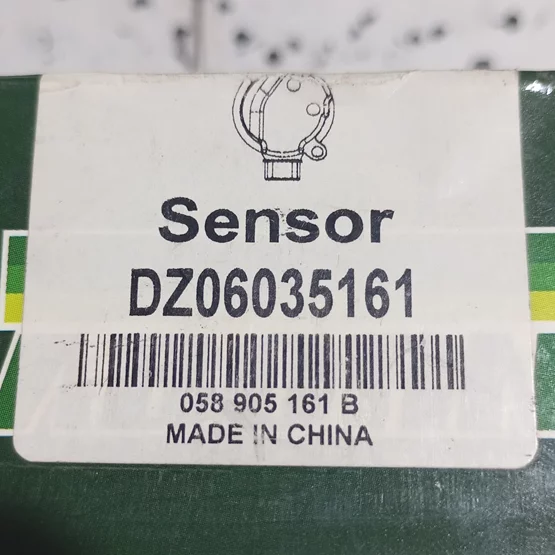 Sensor
DZ06035161
058 905 161 B
MADE IN CHINA